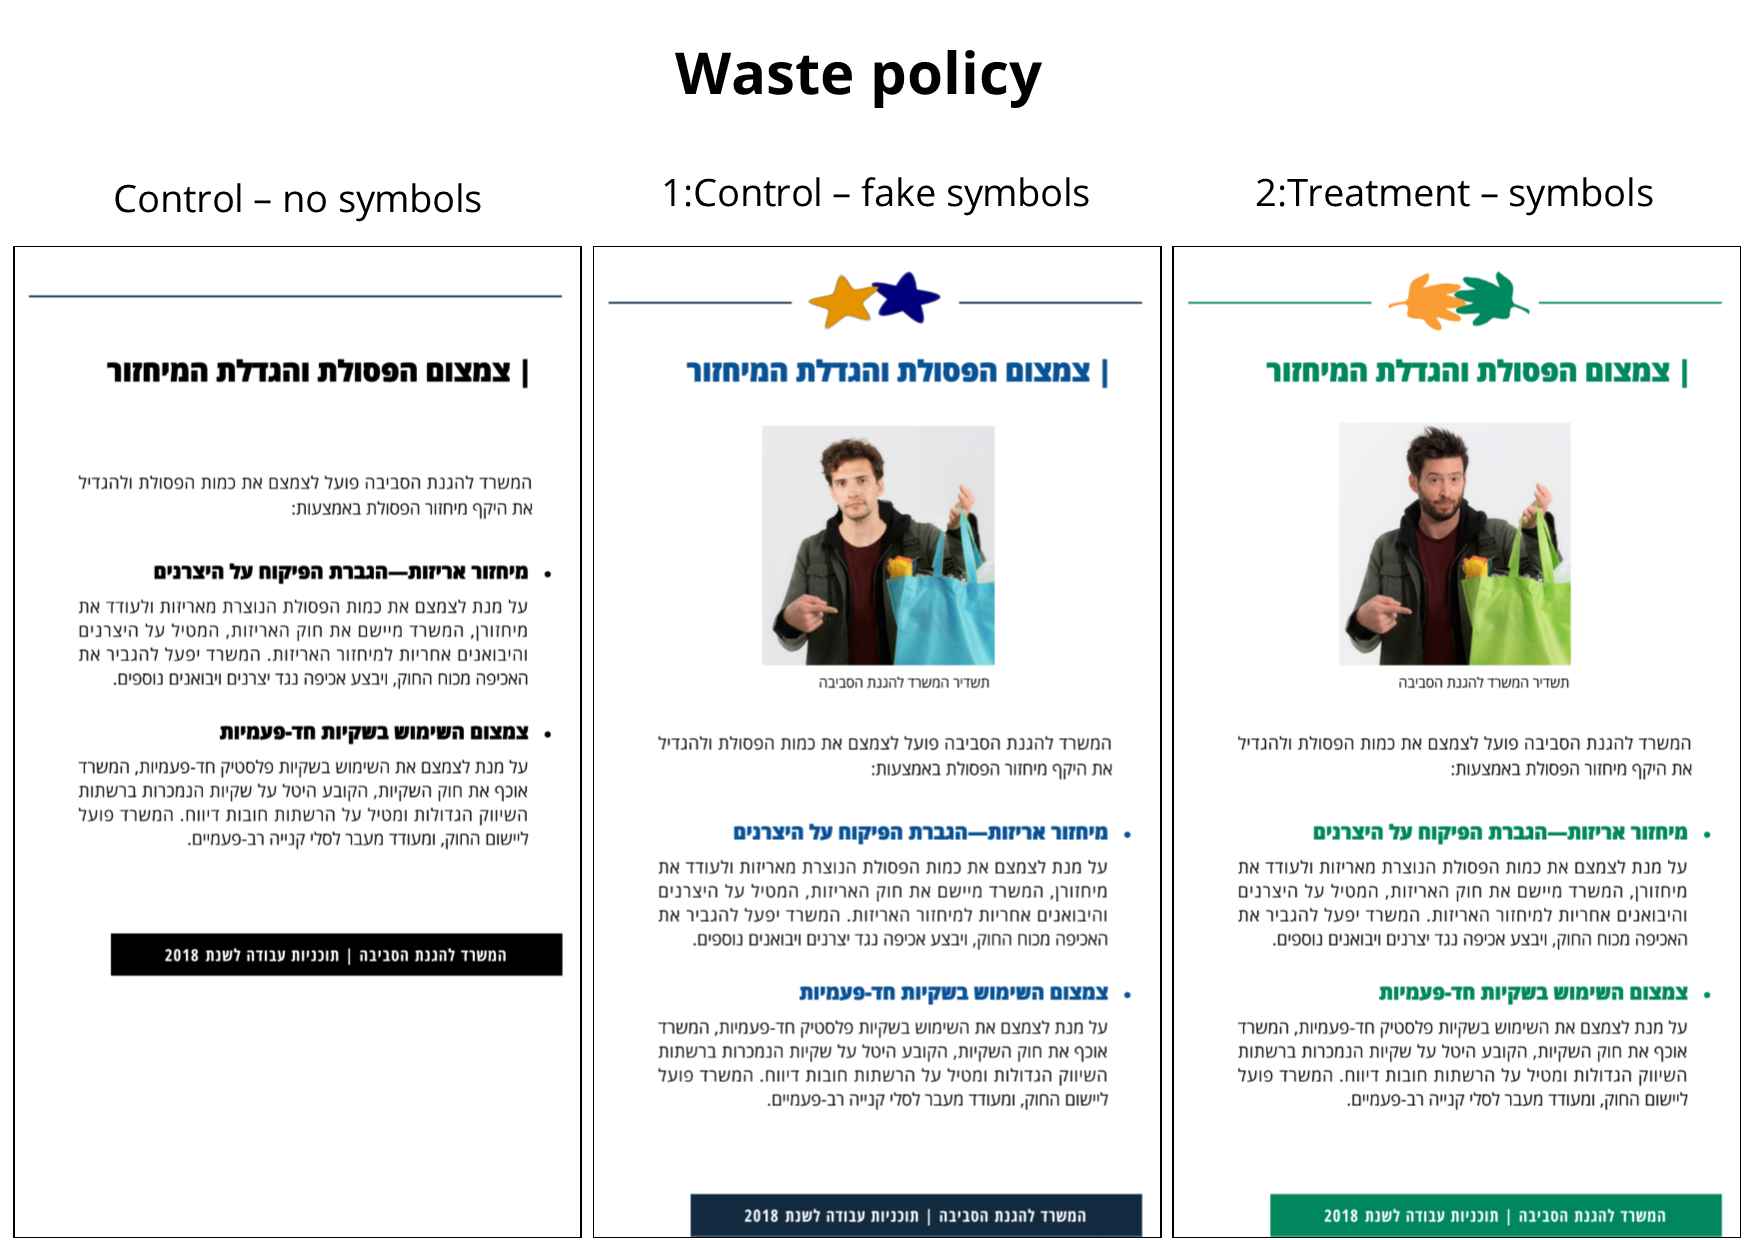 Waste policy
Control – no symbols
| צמצום הפסולת והגדלת המיחזור
המשרד להגנת הסביבה פועל לצמצם את כמות הפסולת ולהגדיל
את היקף מיחזור הפסולת באמצעות:
• מיחזור אריזות—הגברת הפיקוח על היצרנים
על מנת לצמצם את כמות הפסולת הנוצרת מאריזות ולעודד את
מיחזורן, המשרד מיישם את חוק האריזות, המטיל על היצרנים
והיבואנים אחריות למיחזור האריזות. המשרד יפעל להגביר את
האכיפה מכוח החוק, ויבצע אכיפה נגד יצרנים ויבואנים נוספים.
• צמצום השימוש בשקיות חד-פעמיות
על מנת לצמצם את השימוש בשקיות פלסטיק חד-פעמיות, המשרד
אוכף את חוק השקיות, הקובע היטל על שקיות הנמכרות ברשתות
השיווק הגדולות ומטיל על הרשתות חובות דיווח. המשרד פועל
ליישום החוק, ומעודד מעבר לסלי קנייה רב-פעמיים.
המשרד להגנת הסביבה | תוכניות עבודה לשנת 2018
1:Control – fake symbols
| צמצום הפסולת והגדלת המיחזור
תשדיר המשרד להגנת הסביבה
המשרד להגנת הסביבה פועל לצמצם את כמות הפסולת ולהגדיל
את היקף מיחזור הפסולת באמצעות:
• מיחזור אריזות—הגברת הפיקוח על היצרנים
על מנת לצמצם את כמות הפסולת הנוצרת מאריזות ולעודד את
מיחזורן, המשרד מיישם את חוק האריזות, המטיל על היצרנים
והיבואנים אחריות למיחזור האריזות. המשרד יפעל להגביר את
האכיפה מכוח החוק, ויבצע אכיפה נגד יצרנים ויבואנים נוספים.
• צמצום השימוש בשקיות חד-פעמיות
על מנת לצמצם את השימוש בשקיות פלסטיק חד-פעמיות, המשרד
אוכף את חוק השקיות, הקובע היטל על שקיות הנמכרות ברשתות
השיווק הגדולות ומטיל על הרשתות חובות דיווח. המשרד פועל
ליישום החוק, ומעודד מעבר לסלי קנייה רב-פעמיים.
המשרד להגנת הסביבה | תוכניות עבודה לשנת 2018
2:Treatment – symbols
| צמצום הפסולת והגדלת המיחזור
תשדיר המשרד להגנת הסביבה
המשרד להגנת הסביבה פועל לצמצם את כמות הפסולת ולהגדיל
את היקף מיחזור הפסולת באמצעות:
• מיחזור אריזות—הגברת הפיקוח על היצרנים
על מנת לצמצם את כמות הפסולת הנוצרת מאריזות ולעודד את
מיחזורן, המשרד מיישם את חוק האריזות, המטיל על היצרנים
והיבואנים אחריות למיחזור האריזות. המשרד יפעל להגביר את
האכיפה מכוח החוק, ויבצע אכיפה נגד יצרנים ויבואנים נוספים.
• צמצום השימוש בשקיות חד-פעמיות
על מנת לצמצם את השימוש בשקיות פלסטיק חד-פעמיות, המשרד
אוכף את חוק השקיות, הקובע היטל על שקיות הנמכרות ברשתות
השיווק הגדולות ומטיל על הרשתות חובות דיווח. המשרד פועל
ליישום החוק, ומעודד מעבר לסלי קנייה רב-פעמיים.
המשרד להגנת הסביבה | תוכניות עבודה לשנת 2018